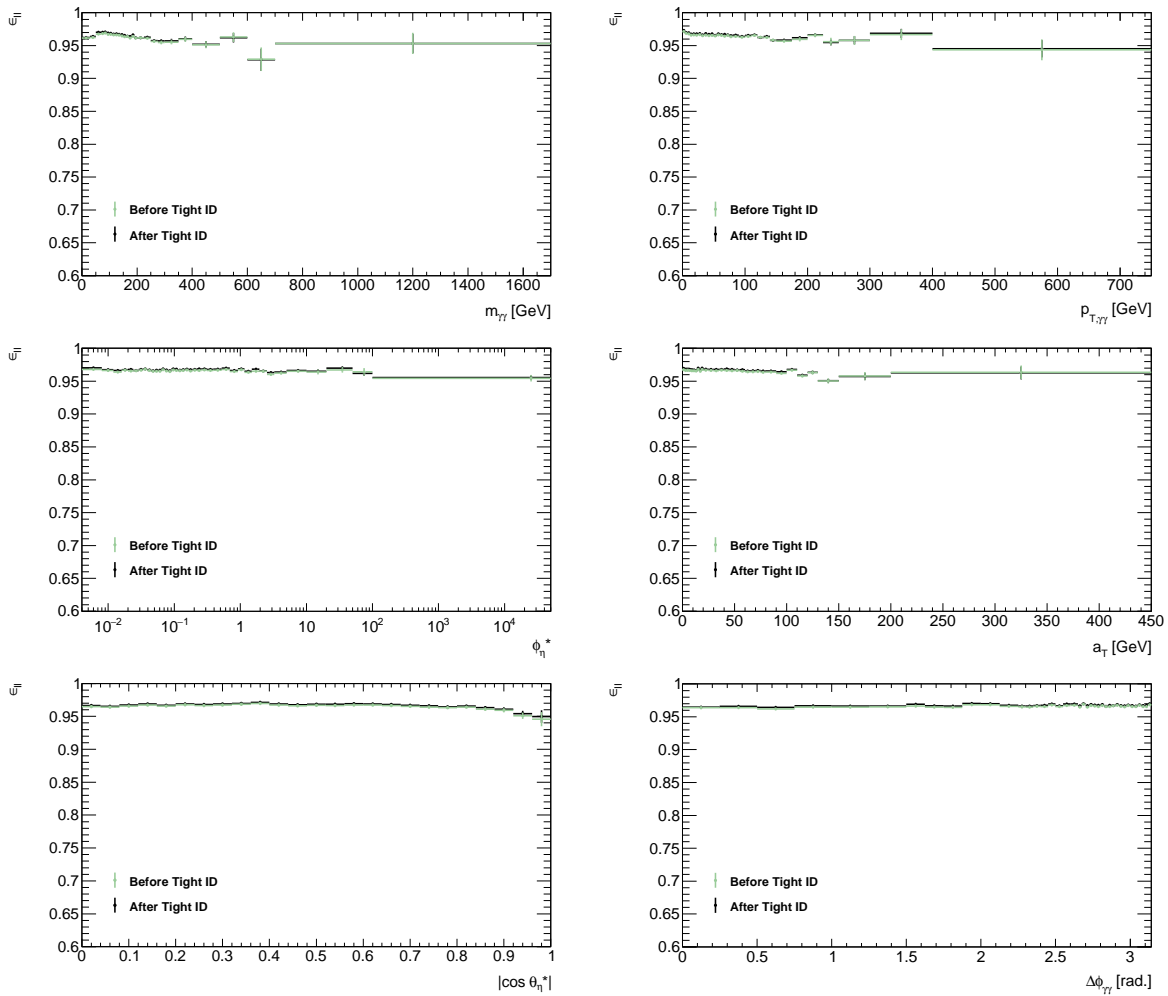 ϵ_II
1
0.95
0.9
0.85
0.8
0.75
0.7
0.65
0.6
Before Tight ID
After Tight ID
0 200 400 600 800 1000 1200 1400 1600
m_γγ [GeV]
ϵ_II
1
0.95
0.9
0.85
0.8
0.75
0.7
0.65
0.6
Before Tight ID
After Tight ID
0 100 200 300 400 500 600 700
p_T,γγ [GeV]
ϵ_II
1
0.95
0.9
0.85
0.8
0.75
0.7
0.65
0.6
Before Tight ID
After Tight ID
10⁻² 10⁻¹ 1 10 10² 10³ 10⁴
ϕ_η*
ϵ_II
1
0.95
0.9
0.85
0.8
0.75
0.7
0.65
0.6
Before Tight ID
After Tight ID
0 50 100 150 200 250 300 350 400 450
a_T [GeV]
ϵ_II
1
0.95
0.9
0.85
0.8
0.75
0.7
0.65
0.6
Before Tight ID
After Tight ID
0 0.1 0.2 0.3 0.4 0.5 0.6 0.7 0.8 0.9 1
|cos θ_η*|
ϵ_II
1
0.95
0.9
0.85
0.8
0.75
0.7
0.65
0.6
Before Tight ID
After Tight ID
0 0.5 1 1.5 2 2.5 3
Δϕ_γγ [rad.]